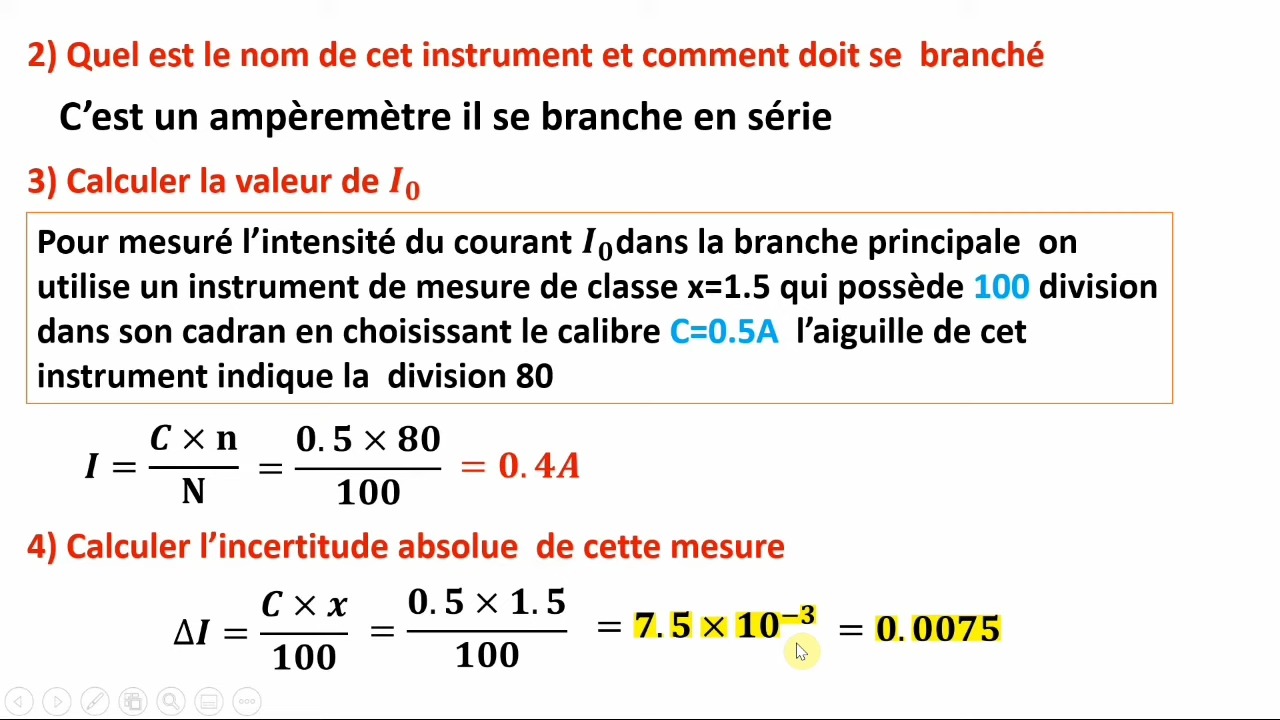 2) Quel est le nom de cet instrument et comment doit se branché
C’est un ampèremètre il se branche en série
3) Calculer la valeur de I₀
Pour mesuré l’intensité du courant I₀dans la branche principale on
utilise un instrument de mesure de classe x=1.5 qui possède 100 division
dans son cadran en choisissant le calibre C=0.5A l’aiguille de cet
instrument indique la division 80
I = (C × n)/N = (0.5 × 80)/100 = 0.4A
4) Calculer l’incertitude absolue de cette mesure
ΔI = (C × x)/100 = (0.5 × 1.5)/100 = 7.5 × 10⁻³ = 0.0075